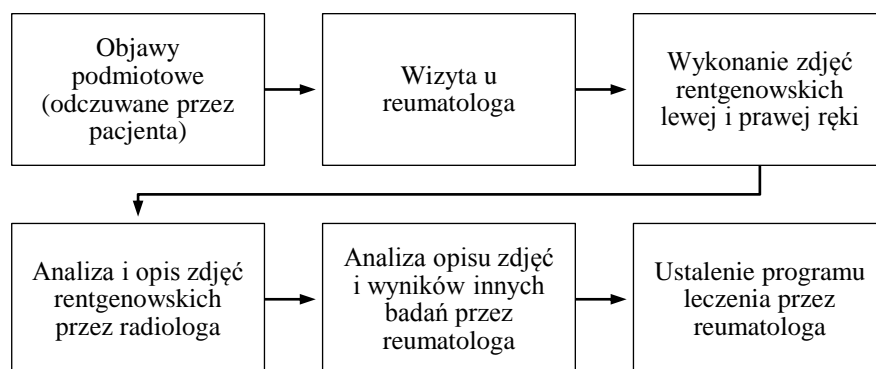 Objawy
podmiotowe
(odczuwane przez
pacjenta)
Wizyta u
reumatologa
Wykonanie zdjęć
rentgenowskich
lewej i prawej ręki
Analiza i opis zdjęć
rentgenowskich
przez radiologa
Analiza opisu zdjęć
i wyników innych
badań przez
reumatologa
Ustalenie programu
leczenia przez
reumatologa